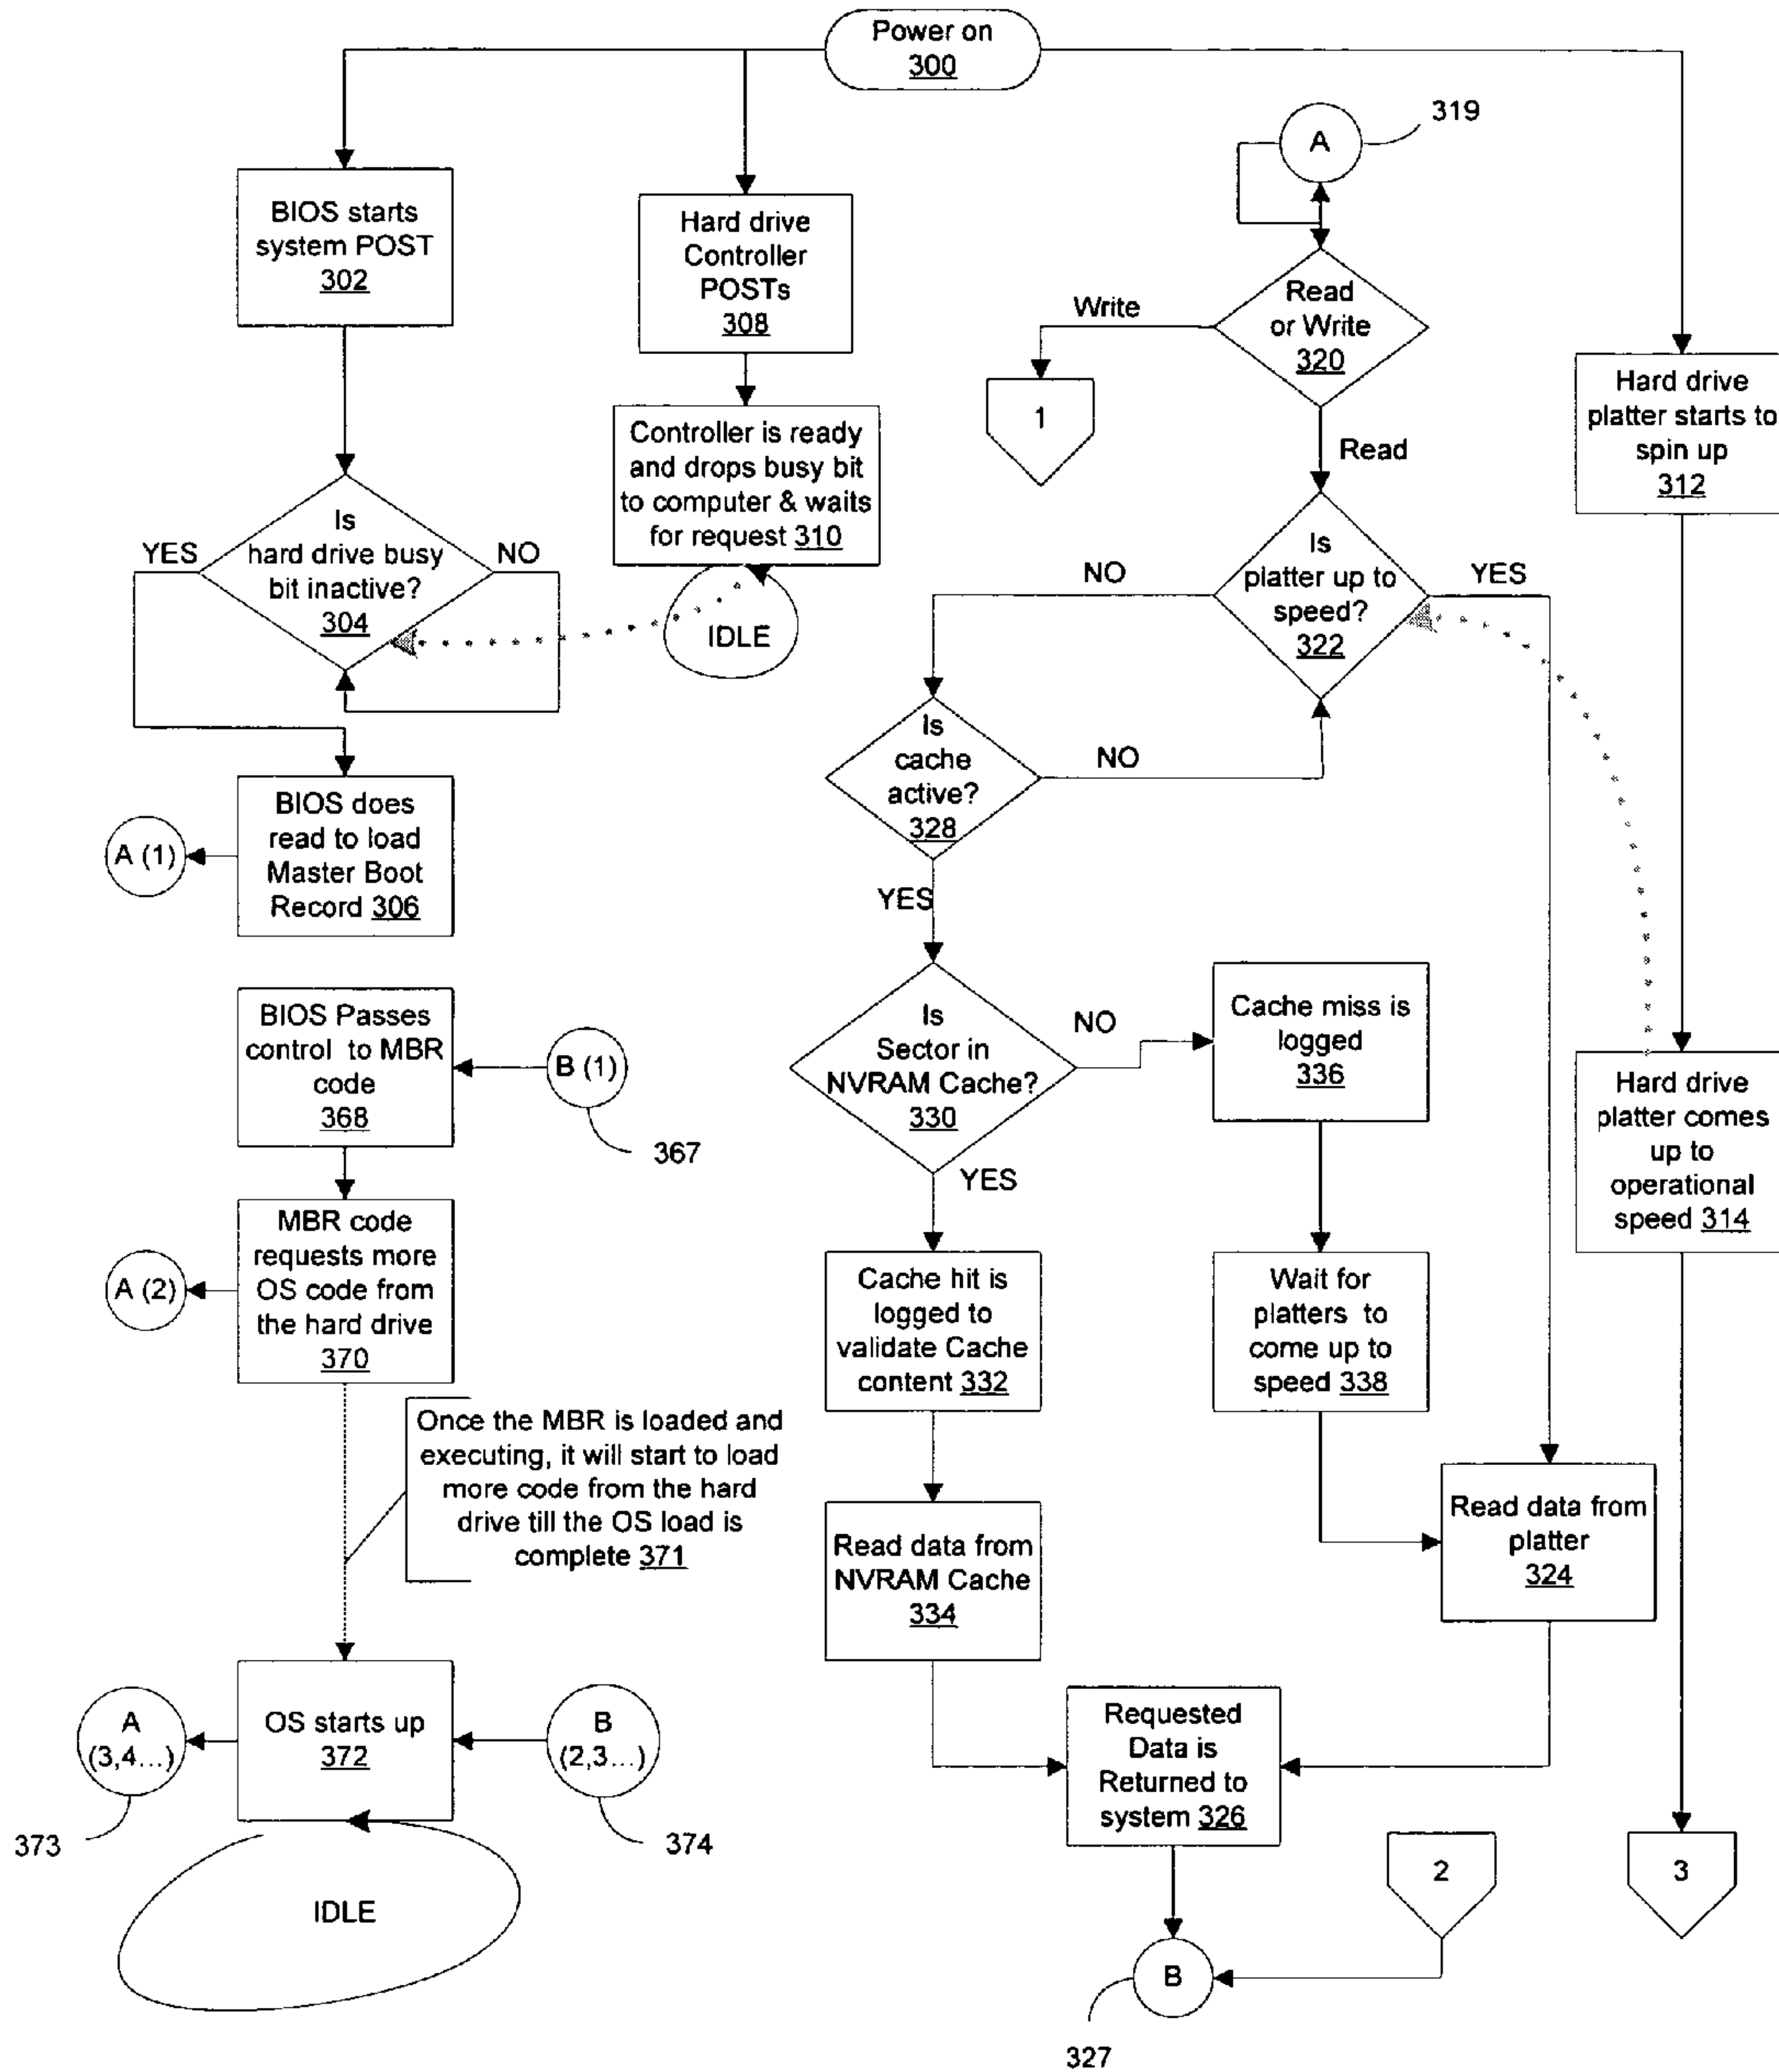 Power on
300
319
A
BIOS starts
system POST
302
Hard drive
Controller
POSTs
308
Read
or Write
320
Write
1
Read
Hard drive
platter starts to
spin up
312
Controller is ready
and drops busy bit
to computer & waits
for request 310
IDLE
Is
hard drive busy
bit inactive?
304
YES
NO
Is
platter up to
speed?
322
NO
YES
Is
cache
active?
328
NO
YES
BIOS does
read to load
Master Boot
Record 306
A (1)
BIOS Passes
control to MBR
code
368
B (1)
367
Is
Sector in
NVRAM Cache?
330
NO
YES
Cache miss is
logged
336
Hard drive
platter comes
up to
operational
speed 314
MBR code
requests more
OS code from
the hard drive
370
A (2)
Cache hit is
logged to
validate Cache
content 332
Wait for
platters to
come up to
speed 338
Once the MBR is loaded and
executing, it will start to load
more code from the hard
drive till the OS load is
complete 371
Read data from
NVRAM Cache
334
Read data from
platter
324
OS starts up
372
A
(3,4...)
373
B
(2,3...)
374
IDLE
Requested
Data is
Returned to
system 326
2
3
B
327